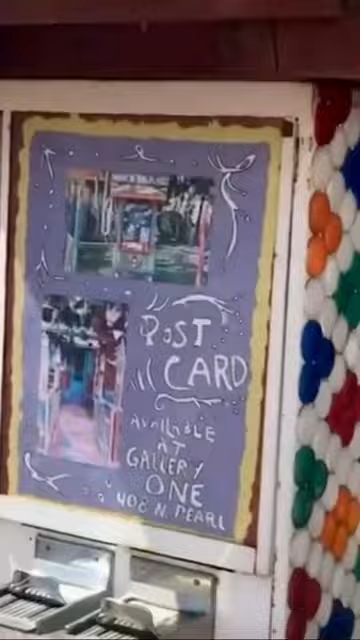 POST
CARD
AVAILABLE
AT
GALLERY
ONE
408 N. PEARL